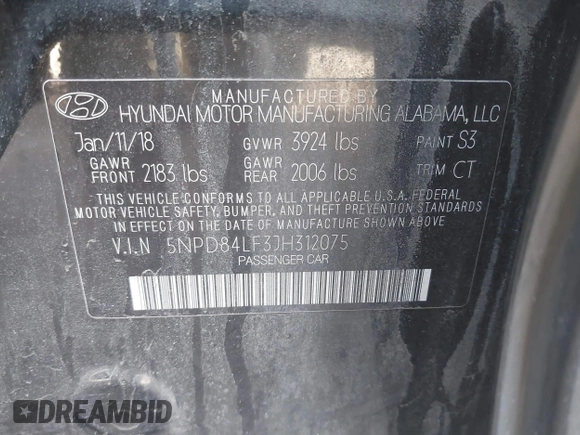 MANUFACTURED BY
HYUNDAI MOTOR MANUFACTURING ALABAMA, LLC
Jan/11/18 GVWR 3924 lbs PAINT S3
GAWR FRONT 2183 lbs GAWR REAR 2006 lbs TRIM CT
THIS VEHICLE CONFORMS TO ALL APPLICABLE U.S.A. FEDERAL
MOTOR VEHICLE SAFETY, BUMPER, AND THEFT PREVENTION STANDARDS
IN EFFECT ON THE DATE OF MANUFACTURE SHOWN ABOVE.
V.I.N 5NPD84LF3JH312075
PASSENGER CAR
DREAMBID